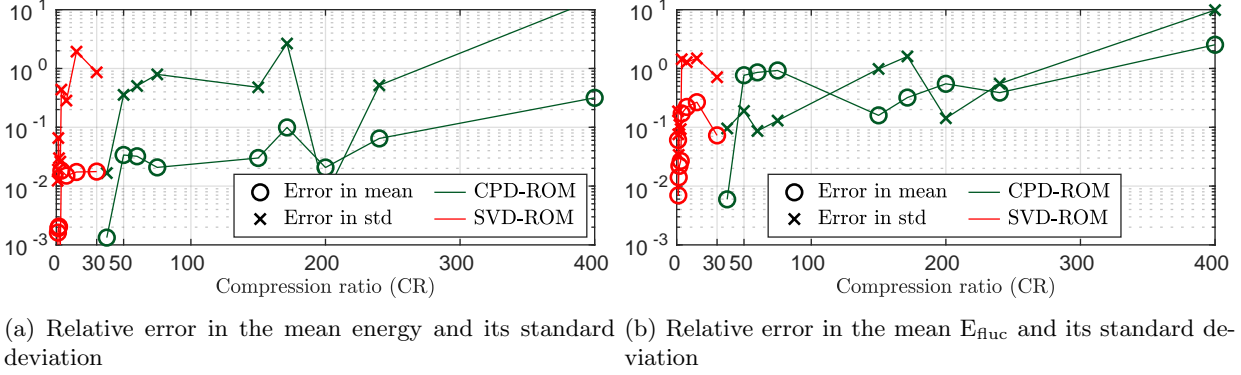 10^1
10^0
10^-1
10^-2
10^-3
0 30 50 100 200 300 400
Compression ratio (CR)
Error in mean CPD-ROM
Error in std SVD-ROM
10^1
10^0
10^-1
10^-2
10^-3
0 30 50 100 200 300 400
Compression ratio (CR)
Error in mean CPD-ROM
Error in std SVD-ROM
(a) Relative error in the mean energy and its standard
deviation
(b) Relative error in the mean E_fluc and its standard de-
viation